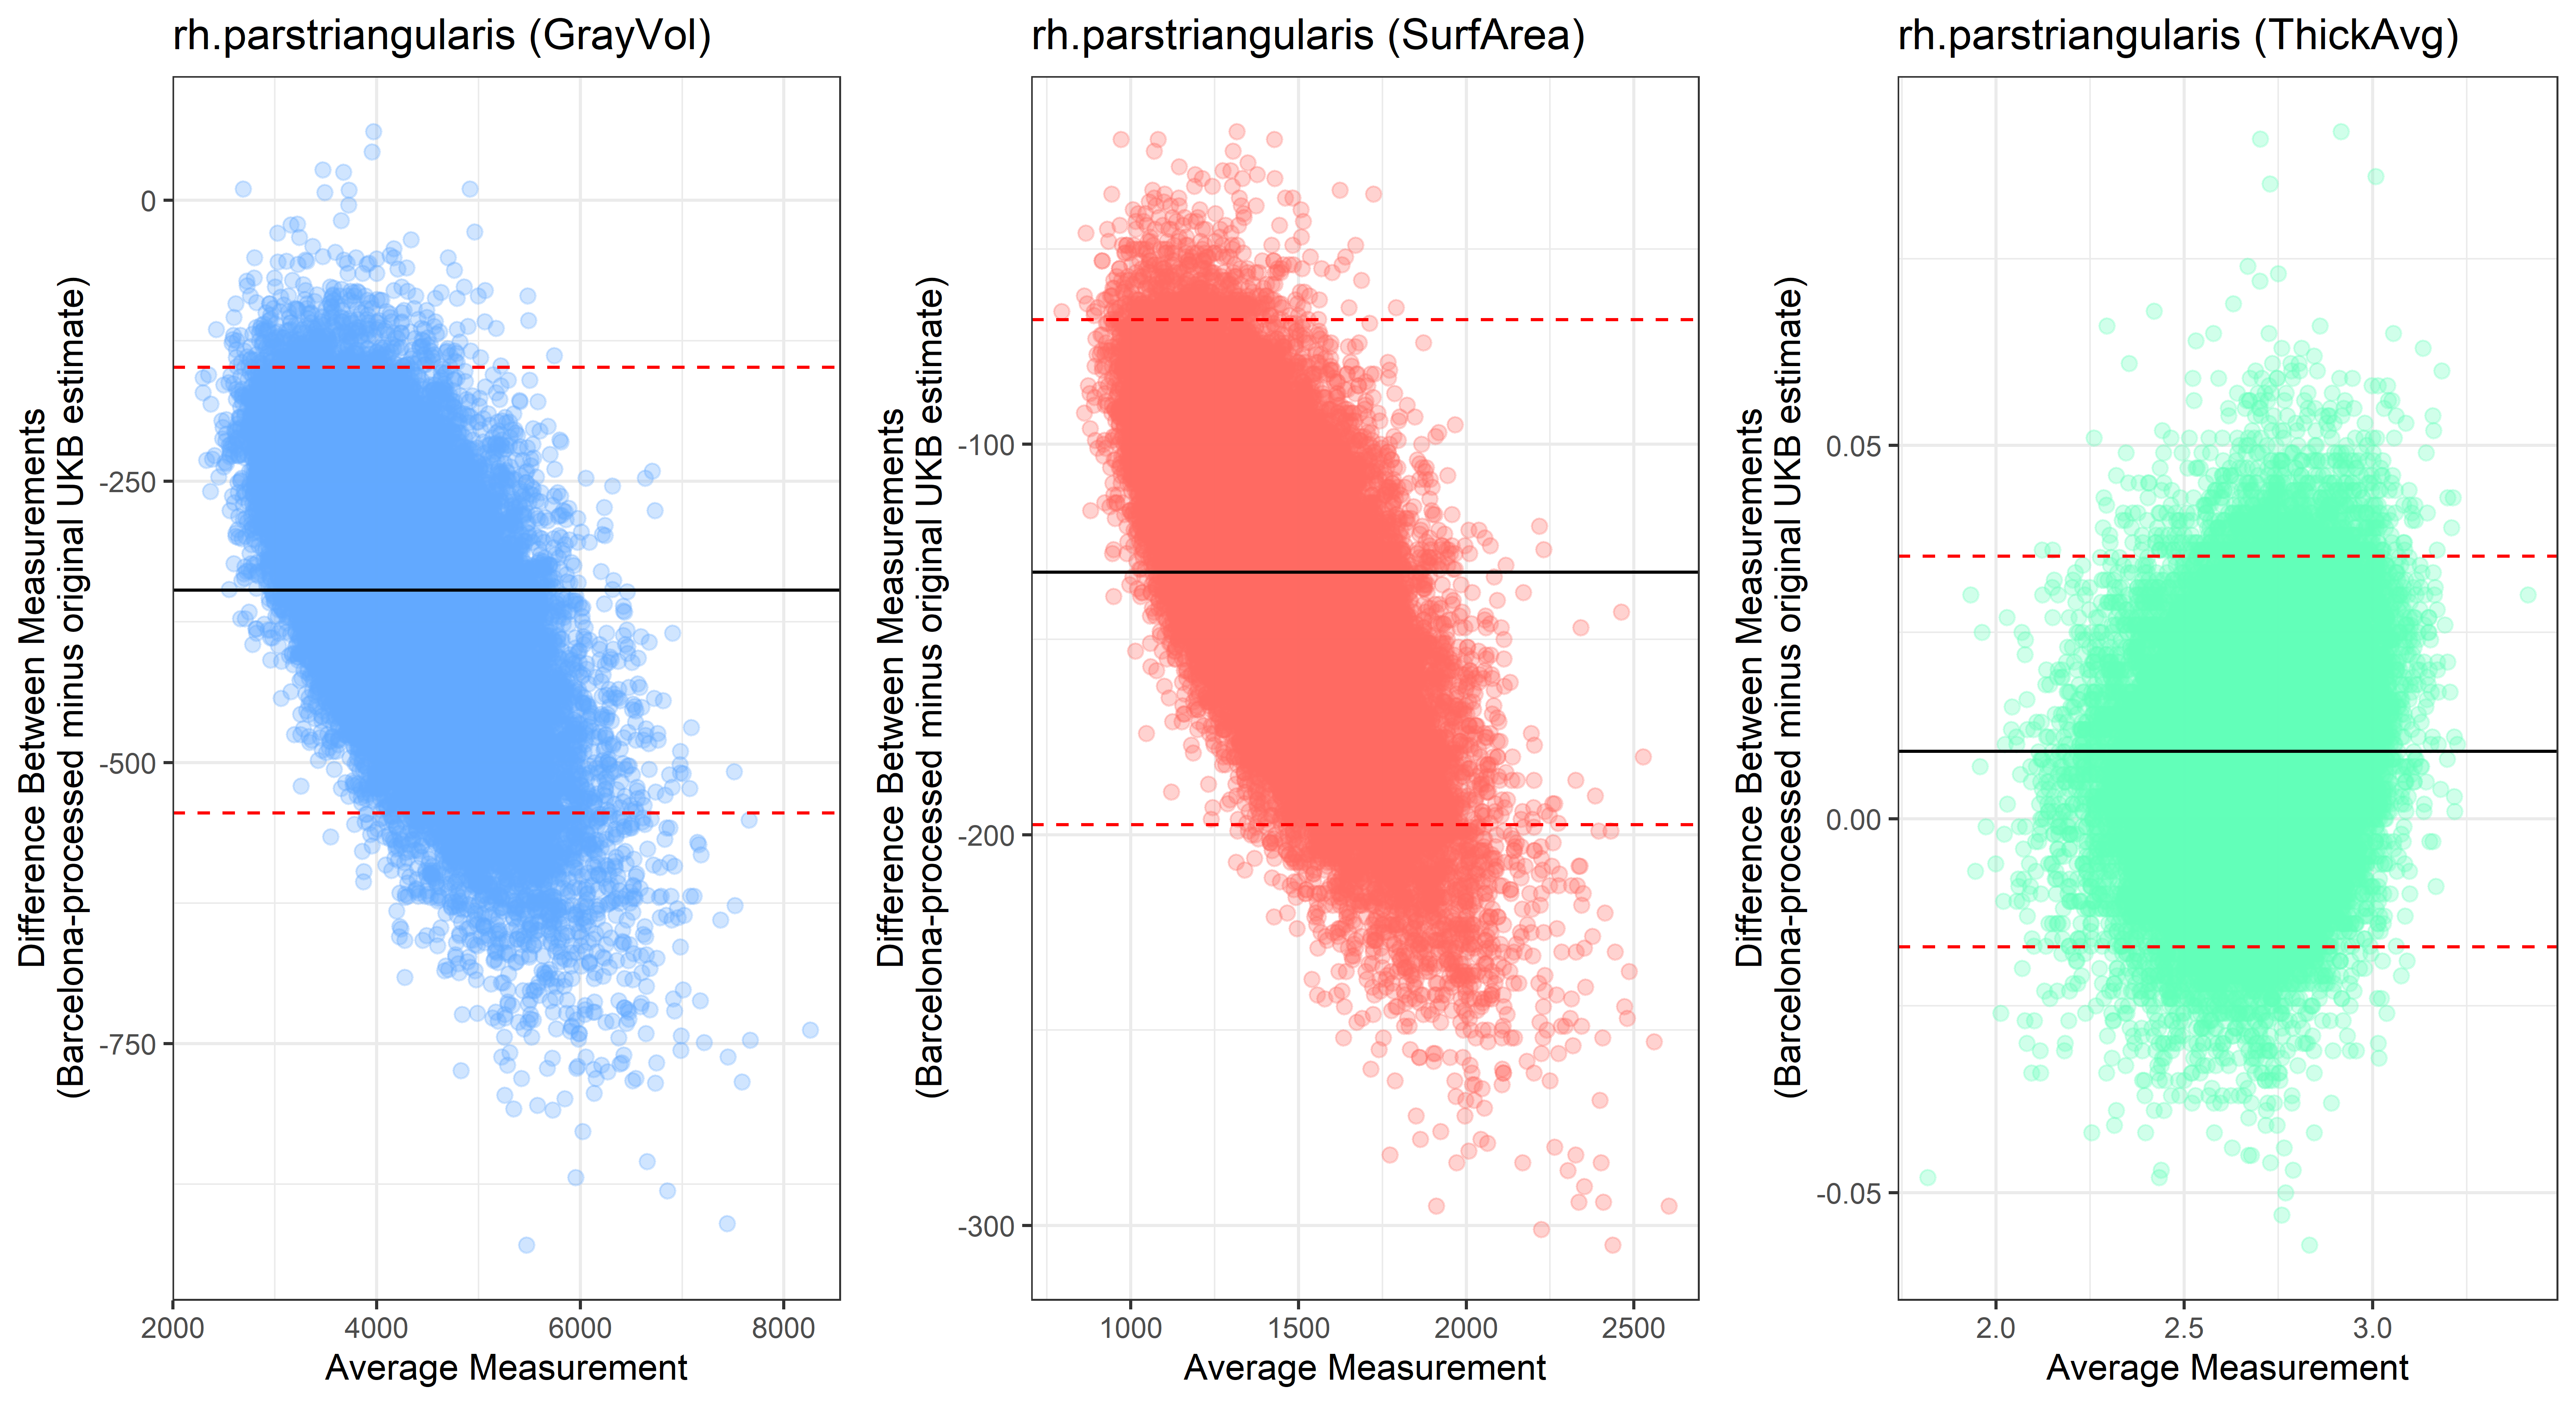 rh.parstriangularis (GrayVol)
Difference Between Measurements
(Barcelona-processed minus original UKB estimate)
0
-250
-500
-750
2000 4000 6000 8000
Average Measurement
rh.parstriangularis (SurfArea)
Difference Between Measurements
(Barcelona-processed minus original UKB estimate)
-100
-200
-300
1000 1500 2000 2500
Average Measurement
rh.parstriangularis (ThickAvg)
Difference Between Measurements
(Barcelona-processed minus original UKB estimate)
0.05
0.00
-0.05
2.0 2.5 3.0
Average Measurement